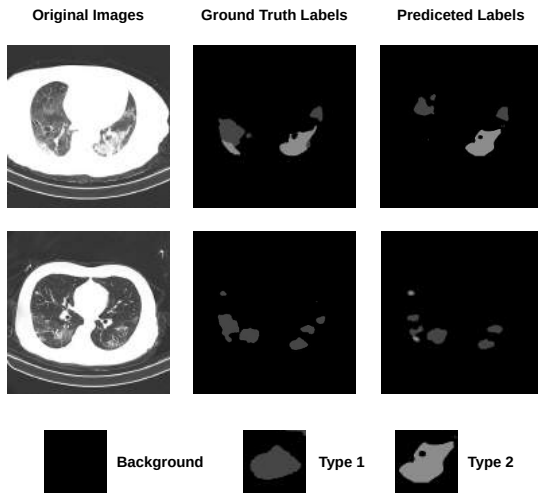 Original Images
Ground Truth Labels
Prediceted Labels
Background
Type 1
Type 2